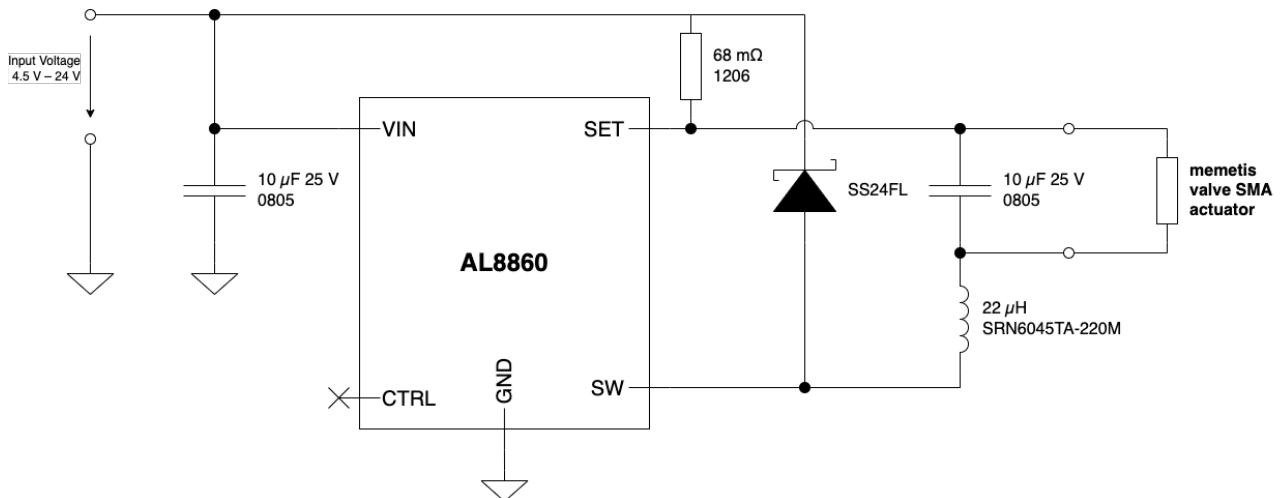 Input Voltage
4.5 V – 24 V
68 mΩ
1206
VIN
SET
10 µF 25 V
0805
SS24FL
10 µF 25 V
0805
memetis
valve SMA
actuator
AL8860
22 µH
SRN6045TA-220M
CTRL
GND
SW